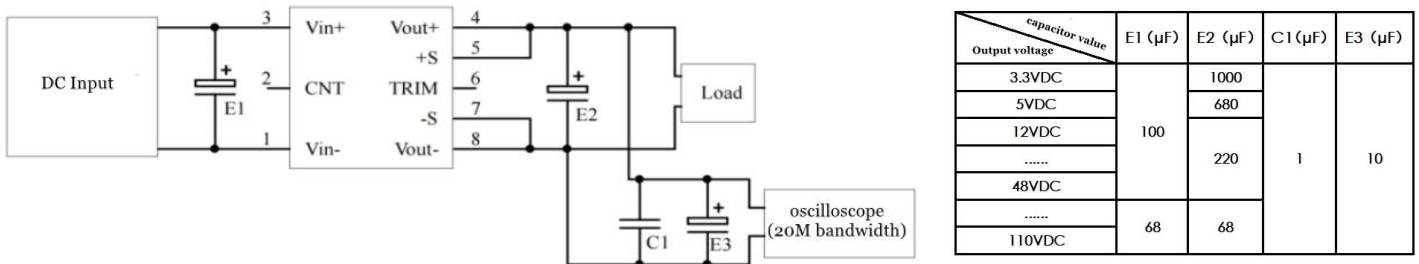 3 Vin+ Vout+ 4
+S 5
DC Input + E1 2 CNT TRIM 6 + E2 Load
-S 7
1 Vin- Vout- 8
C1 + E3 oscilloscope
(20M bandwidth)
capacitor value
Output voltage
E1 (µF) E2 (µF) C1(µF) E3 (µF)
3.3VDC 1000
5VDC 680
12VDC 100
...... 220 1 10
48VDC
...... 68 68
110VDC